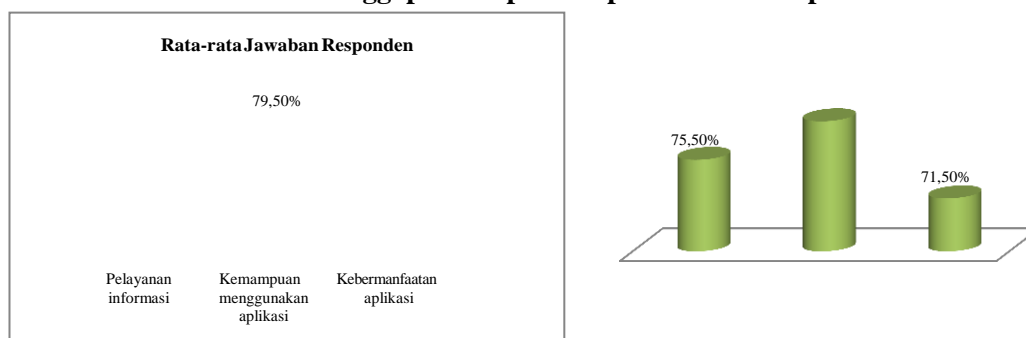 Rata-rata Jawaban Responden
79,50%
75,50%
71,50%
Pelayanan
informasi
Kemampuan
menggunakan
aplikasi
Kebermanfaatan
aplikasi